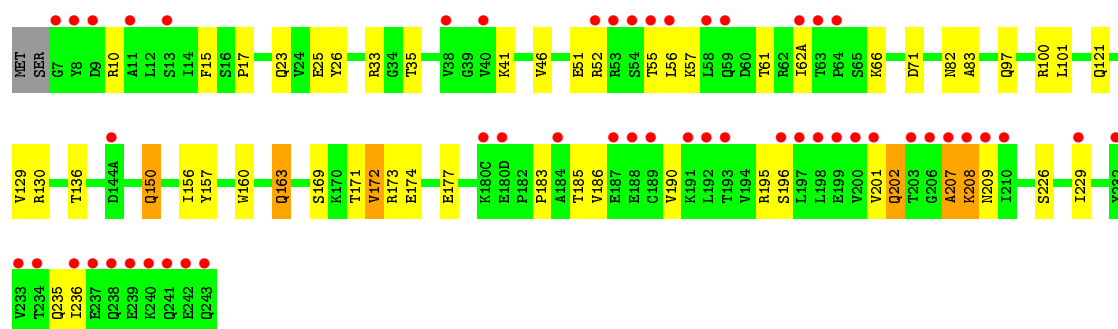 MET SER G7 Y8 D9 R10 A11 L12 S13 I14 F15 S16 P17 Q23 V24 E25 Y26 R33 G34 T35 V38 G39 V40 K41 V46 E51 R52 R53 S54 T55 L56 K57 L58 Q59 D60 T61 R62 I62A T63 P64 S65 K66 D71 N82 A83 Q97 R100 L101 Q121
V129 R130 T136 D144A Q150 I156 Y157 W160 Q163 S169 K170 T171 V172 R173 E174 E177 K180C E180D P182 P183 A184 T185 V186 E187 E188 C189 V190 K191 L192 T193 V194 R195 S196 L197 L198 E199 V200 V201 Q202 T203 G206 A207 K208 N209 I210 S226 I229
V233 T234 Q235 I236 E237 Q238 E239 K240 Q241 E242 Q243